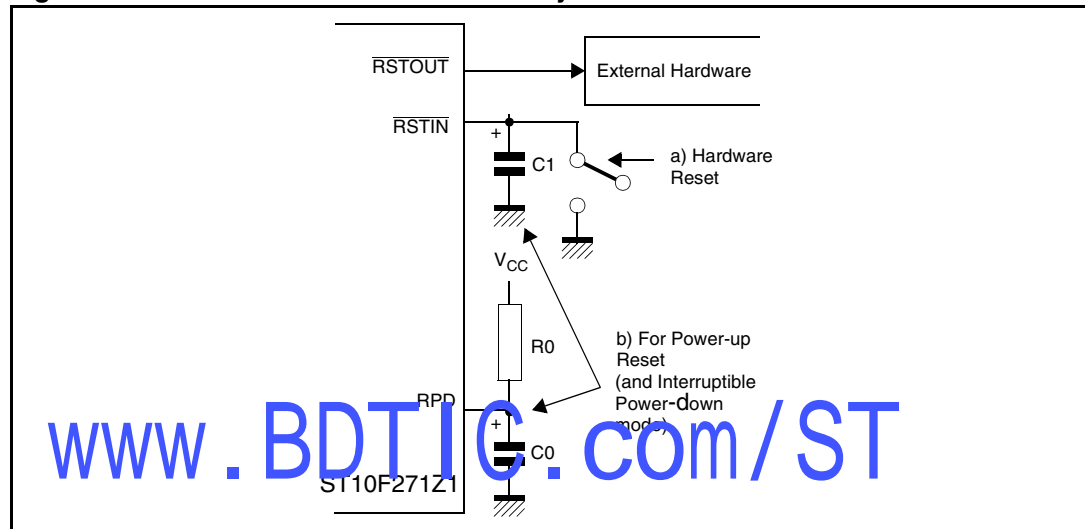 RSTOUT
External Hardware
RSTIN
+
C1
a) Hardware
Reset
VCC
R0
b) For Power-up
Reset
(and Interruptible
Power-down
mode)
RPD
+
C0
www.BDTIC.com/ST
ST10F271Z1